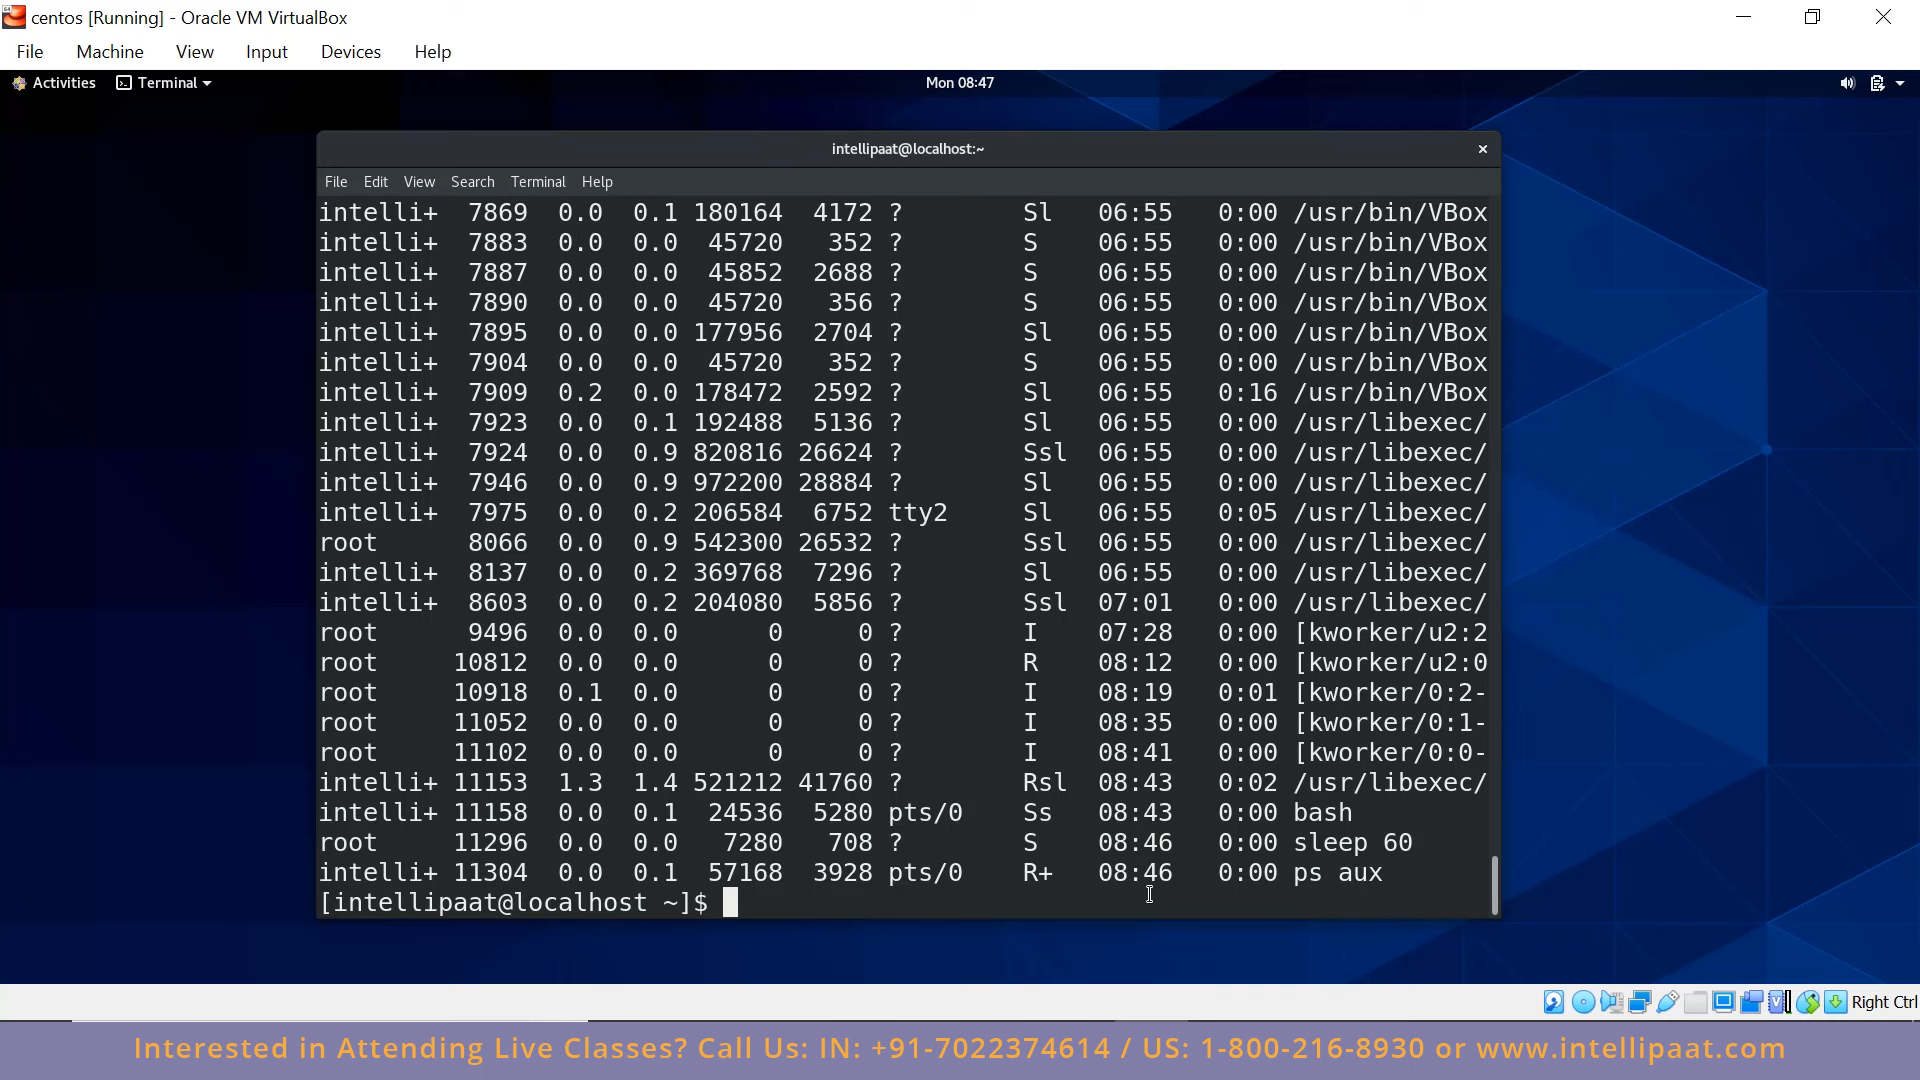 centos [Running] - Oracle VM VirtualBox
File Machine View Input Devices Help
Activities Terminal Mon 08:47
intellipaat@localhost:~
File Edit View Search Terminal Help
intelli+ 7869 0.0 0.1 180164 4172 ? Sl 06:55 0:00 /usr/bin/VBox
intelli+ 7883 0.0 0.0 45720 352 ? S 06:55 0:00 /usr/bin/VBox
intelli+ 7887 0.0 0.0 45852 2688 ? S 06:55 0:00 /usr/bin/VBox
intelli+ 7890 0.0 0.0 45720 356 ? S 06:55 0:00 /usr/bin/VBox
intelli+ 7895 0.0 0.0 177956 2704 ? Sl 06:55 0:00 /usr/bin/VBox
intelli+ 7904 0.0 0.0 45720 352 ? S 06:55 0:00 /usr/bin/VBox
intelli+ 7909 0.2 0.0 178472 2592 ? Sl 06:55 0:16 /usr/bin/VBox
intelli+ 7923 0.0 0.1 192488 5136 ? Sl 06:55 0:00 /usr/libexec/
intelli+ 7924 0.0 0.9 820816 26624 ? Ssl 06:55 0:00 /usr/libexec/
intelli+ 7946 0.0 0.9 972200 28884 ? Sl 06:55 0:00 /usr/libexec/
intelli+ 7975 0.0 0.2 206584 6752 tty2 Sl 06:55 0:05 /usr/libexec/
root 8066 0.0 0.9 542300 26532 ? Ssl 06:55 0:00 /usr/libexec/
intelli+ 8137 0.0 0.2 369768 7296 ? Sl 06:55 0:00 /usr/libexec/
intelli+ 8603 0.0 0.2 204080 5856 ? Ssl 07:01 0:00 /usr/libexec/
root 9496 0.0 0.0 0 0 ? I 07:28 0:00 [kworker/u2:2
root 10812 0.0 0.0 0 0 ? R 08:12 0:00 [kworker/u2:0
root 10918 0.1 0.0 0 0 ? I 08:19 0:01 [kworker/0:2-
root 11052 0.0 0.0 0 0 ? I 08:35 0:00 [kworker/0:1-
root 11102 0.0 0.0 0 0 ? I 08:41 0:00 [kworker/0:0-
intelli+ 11153 1.3 1.4 521212 41760 ? Rsl 08:43 0:02 /usr/libexec/
intelli+ 11158 0.0 0.1 24536 5280 pts/0 Ss 08:43 0:00 bash
root 11296 0.0 0.0 7280 708 ? S 08:46 0:00 sleep 60
intelli+ 11304 0.0 0.1 57168 3928 pts/0 R+ 08:46 0:00 ps aux
[intellipaat@localhost ~]$
Right Ctrl
Interested in Attending Live Classes? Call Us: IN: +91-7022374614 / US: 1-800-216-8930 or www.intellipaat.com